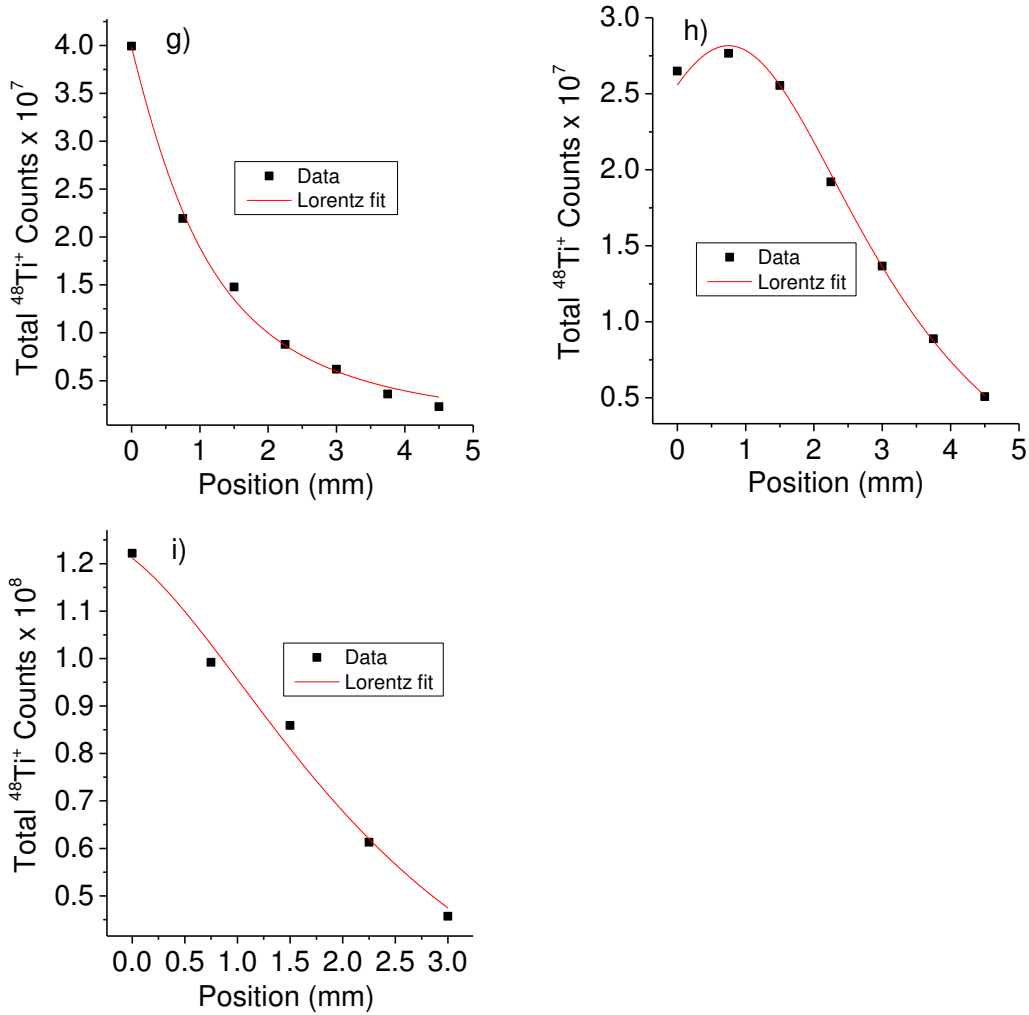 g)
Total ⁴⁸Ti⁺ Counts x 10⁷
4.0
3.5
3.0
2.5
2.0
1.5
1.0
0.5
Data
Lorentz fit
0 1 2 3 4 5
Position (mm)
h)
Total ⁴⁸Ti⁺ Counts x 10⁷
3.0
2.5
2.0
1.5
1.0
0.5
Data
Lorentz fit
0 1 2 3 4 5
Position (mm)
i)
Total ⁴⁸Ti⁺ Counts x 10⁸
1.2
1.1
1.0
0.9
0.8
0.7
0.6
0.5
Data
Lorentz fit
0.0 0.5 1.0 1.5 2.0 2.5 3.0
Position (mm)